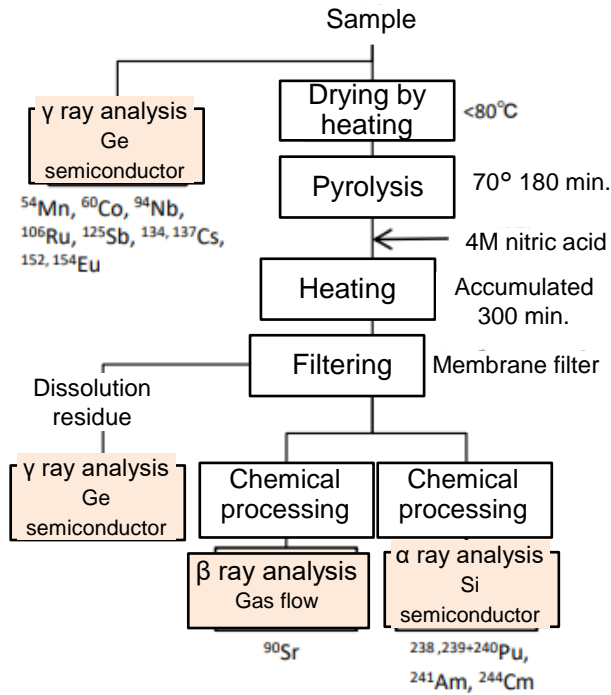 Sample
γ ray analysis
Ge
semiconductor
⁵⁴Mn, ⁶⁰Co, ⁹⁴Nb,
¹⁰⁶Ru, ¹²⁵Sb, ¹³⁴, ¹³⁷Cs,
¹⁵², ¹⁵⁴Eu
Drying by
heating
<80℃
Pyrolysis
70° 180 min.
4M nitric acid
Heating
Accumulated
300 min.
Filtering
Membrane filter
Dissolution
residue
γ ray analysis
Ge
semiconductor
Chemical
processing
β ray analysis
Gas flow
⁹⁰Sr
Chemical
processing
α ray analysis
Si
semiconductor
²³⁸,²³⁹⁺²⁴⁰Pu,
²⁴¹Am, ²⁴⁴Cm